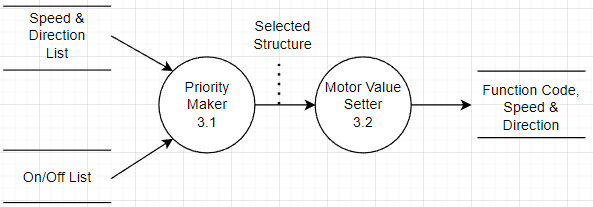 Speed &
Direction
List
Selected
Structure
Priority
Maker
3.1
Motor Value
Setter
3.2
Function Code,
Speed &
Direction
On/Off List